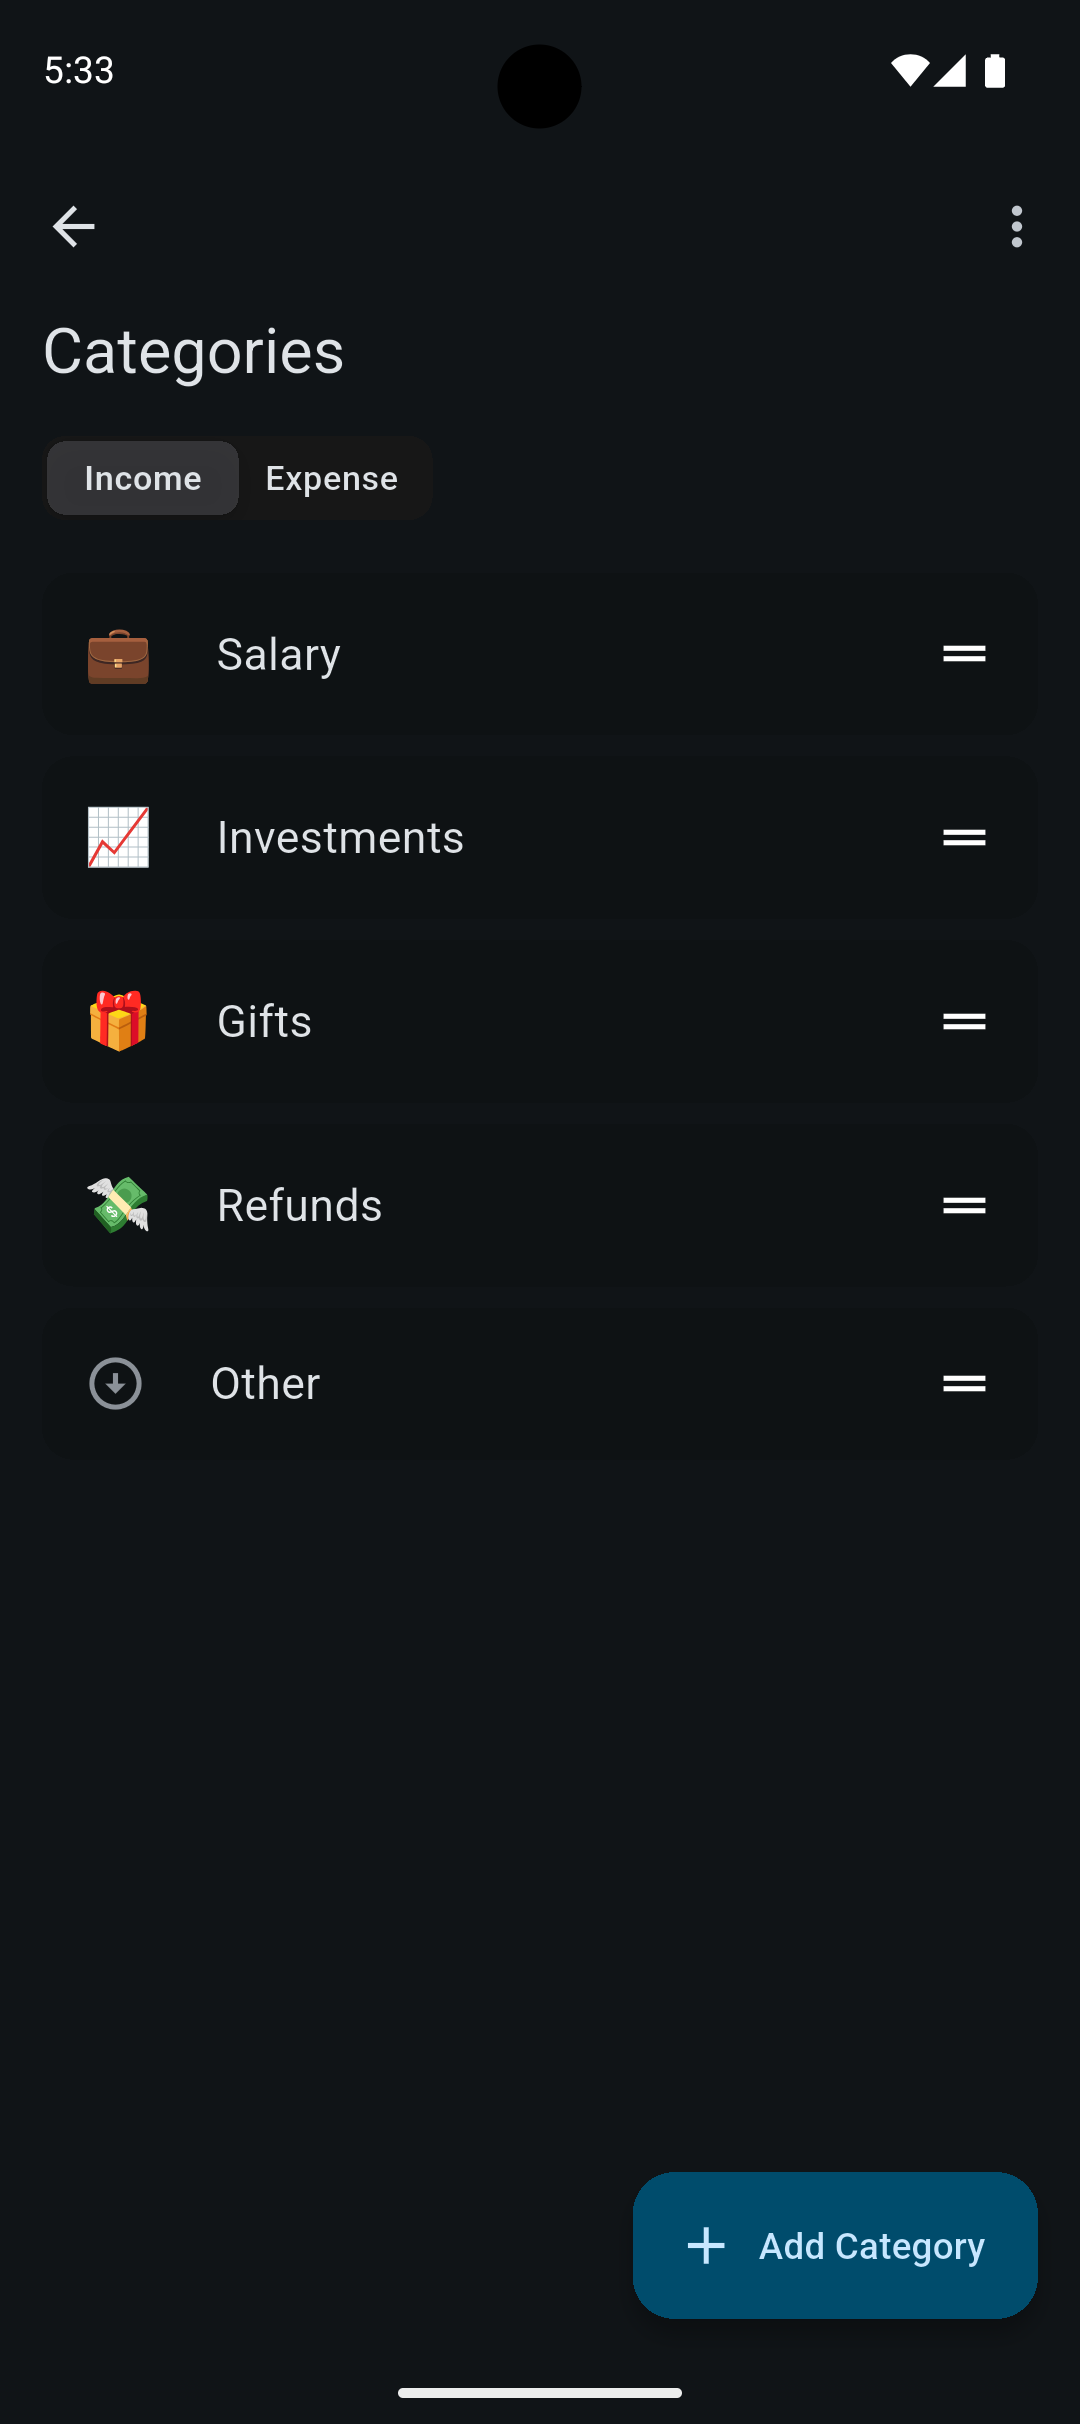 5:33
Categories
Income Expense
Salary
Investments
Gifts
Refunds
Other
Add Category